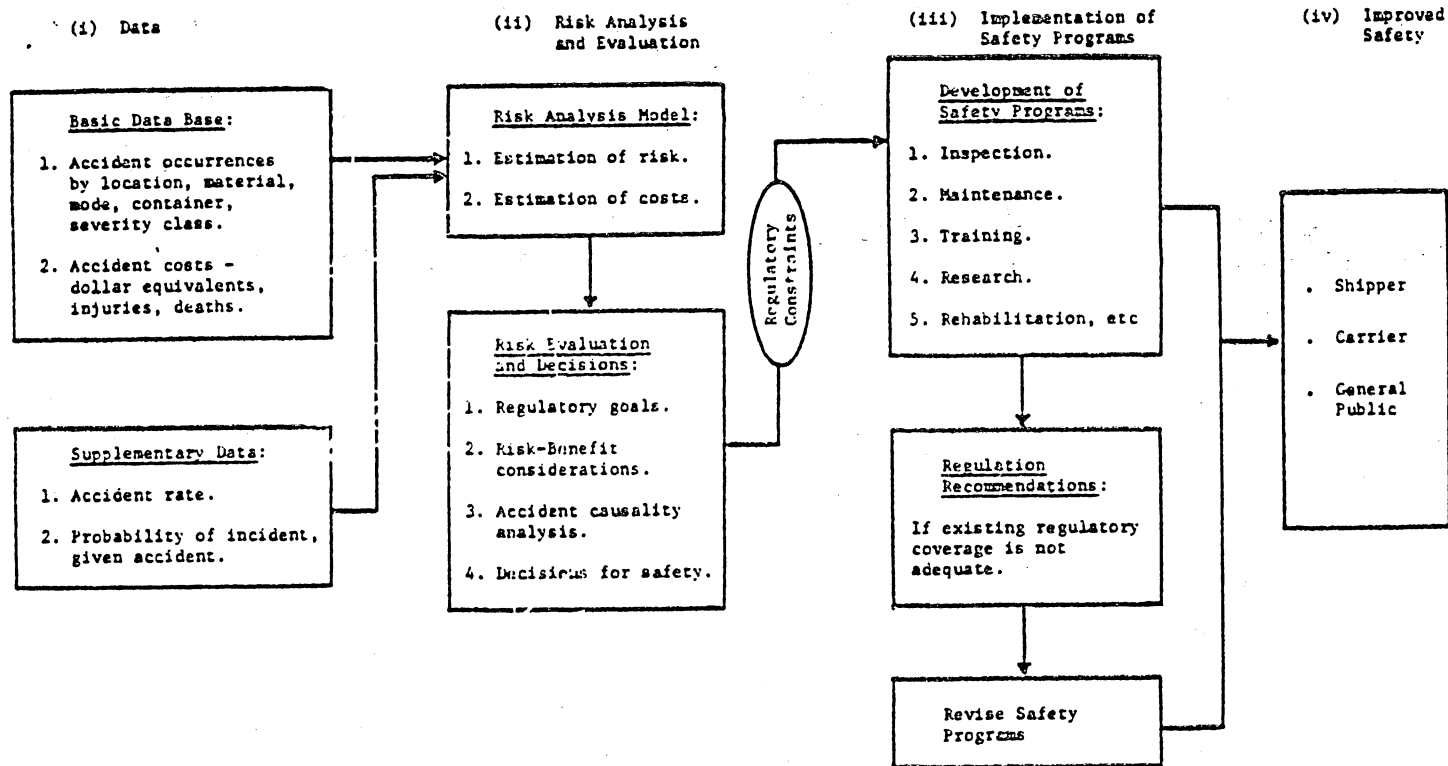 (i) Data
Basic Data Base:
1. Accident occurrences
by location, material,
mode, container,
severity class.
2. Accident costs -
dollar equivalents,
injuries, deaths.
Supplementary Data:
1. Accident rate.
2. Probability of incident,
given accident.
(ii) Risk Analysis
and Evaluation
Risk Analysis Model:
1. Estimation of risk.
2. Estimation of costs.
Risk Evaluation
and Decisions:
1. Regulatory goals.
2. Risk-Benefit
considerations.
3. Accident causality
analysis.
4. Decisions for safety.
Regulatory
Constraints
(iii) Implementation of
Safety Programs
Development of
Safety Programs:
1. Inspection.
2. Maintenance.
3. Training.
4. Research.
5. Rehabilitation, etc
Regulation
Recommendations:
If existing regulatory
coverage is not
adequate.
Revise Safety
Programs
(iv) Improved
Safety
. Shipper
. Carrier
. General
Public